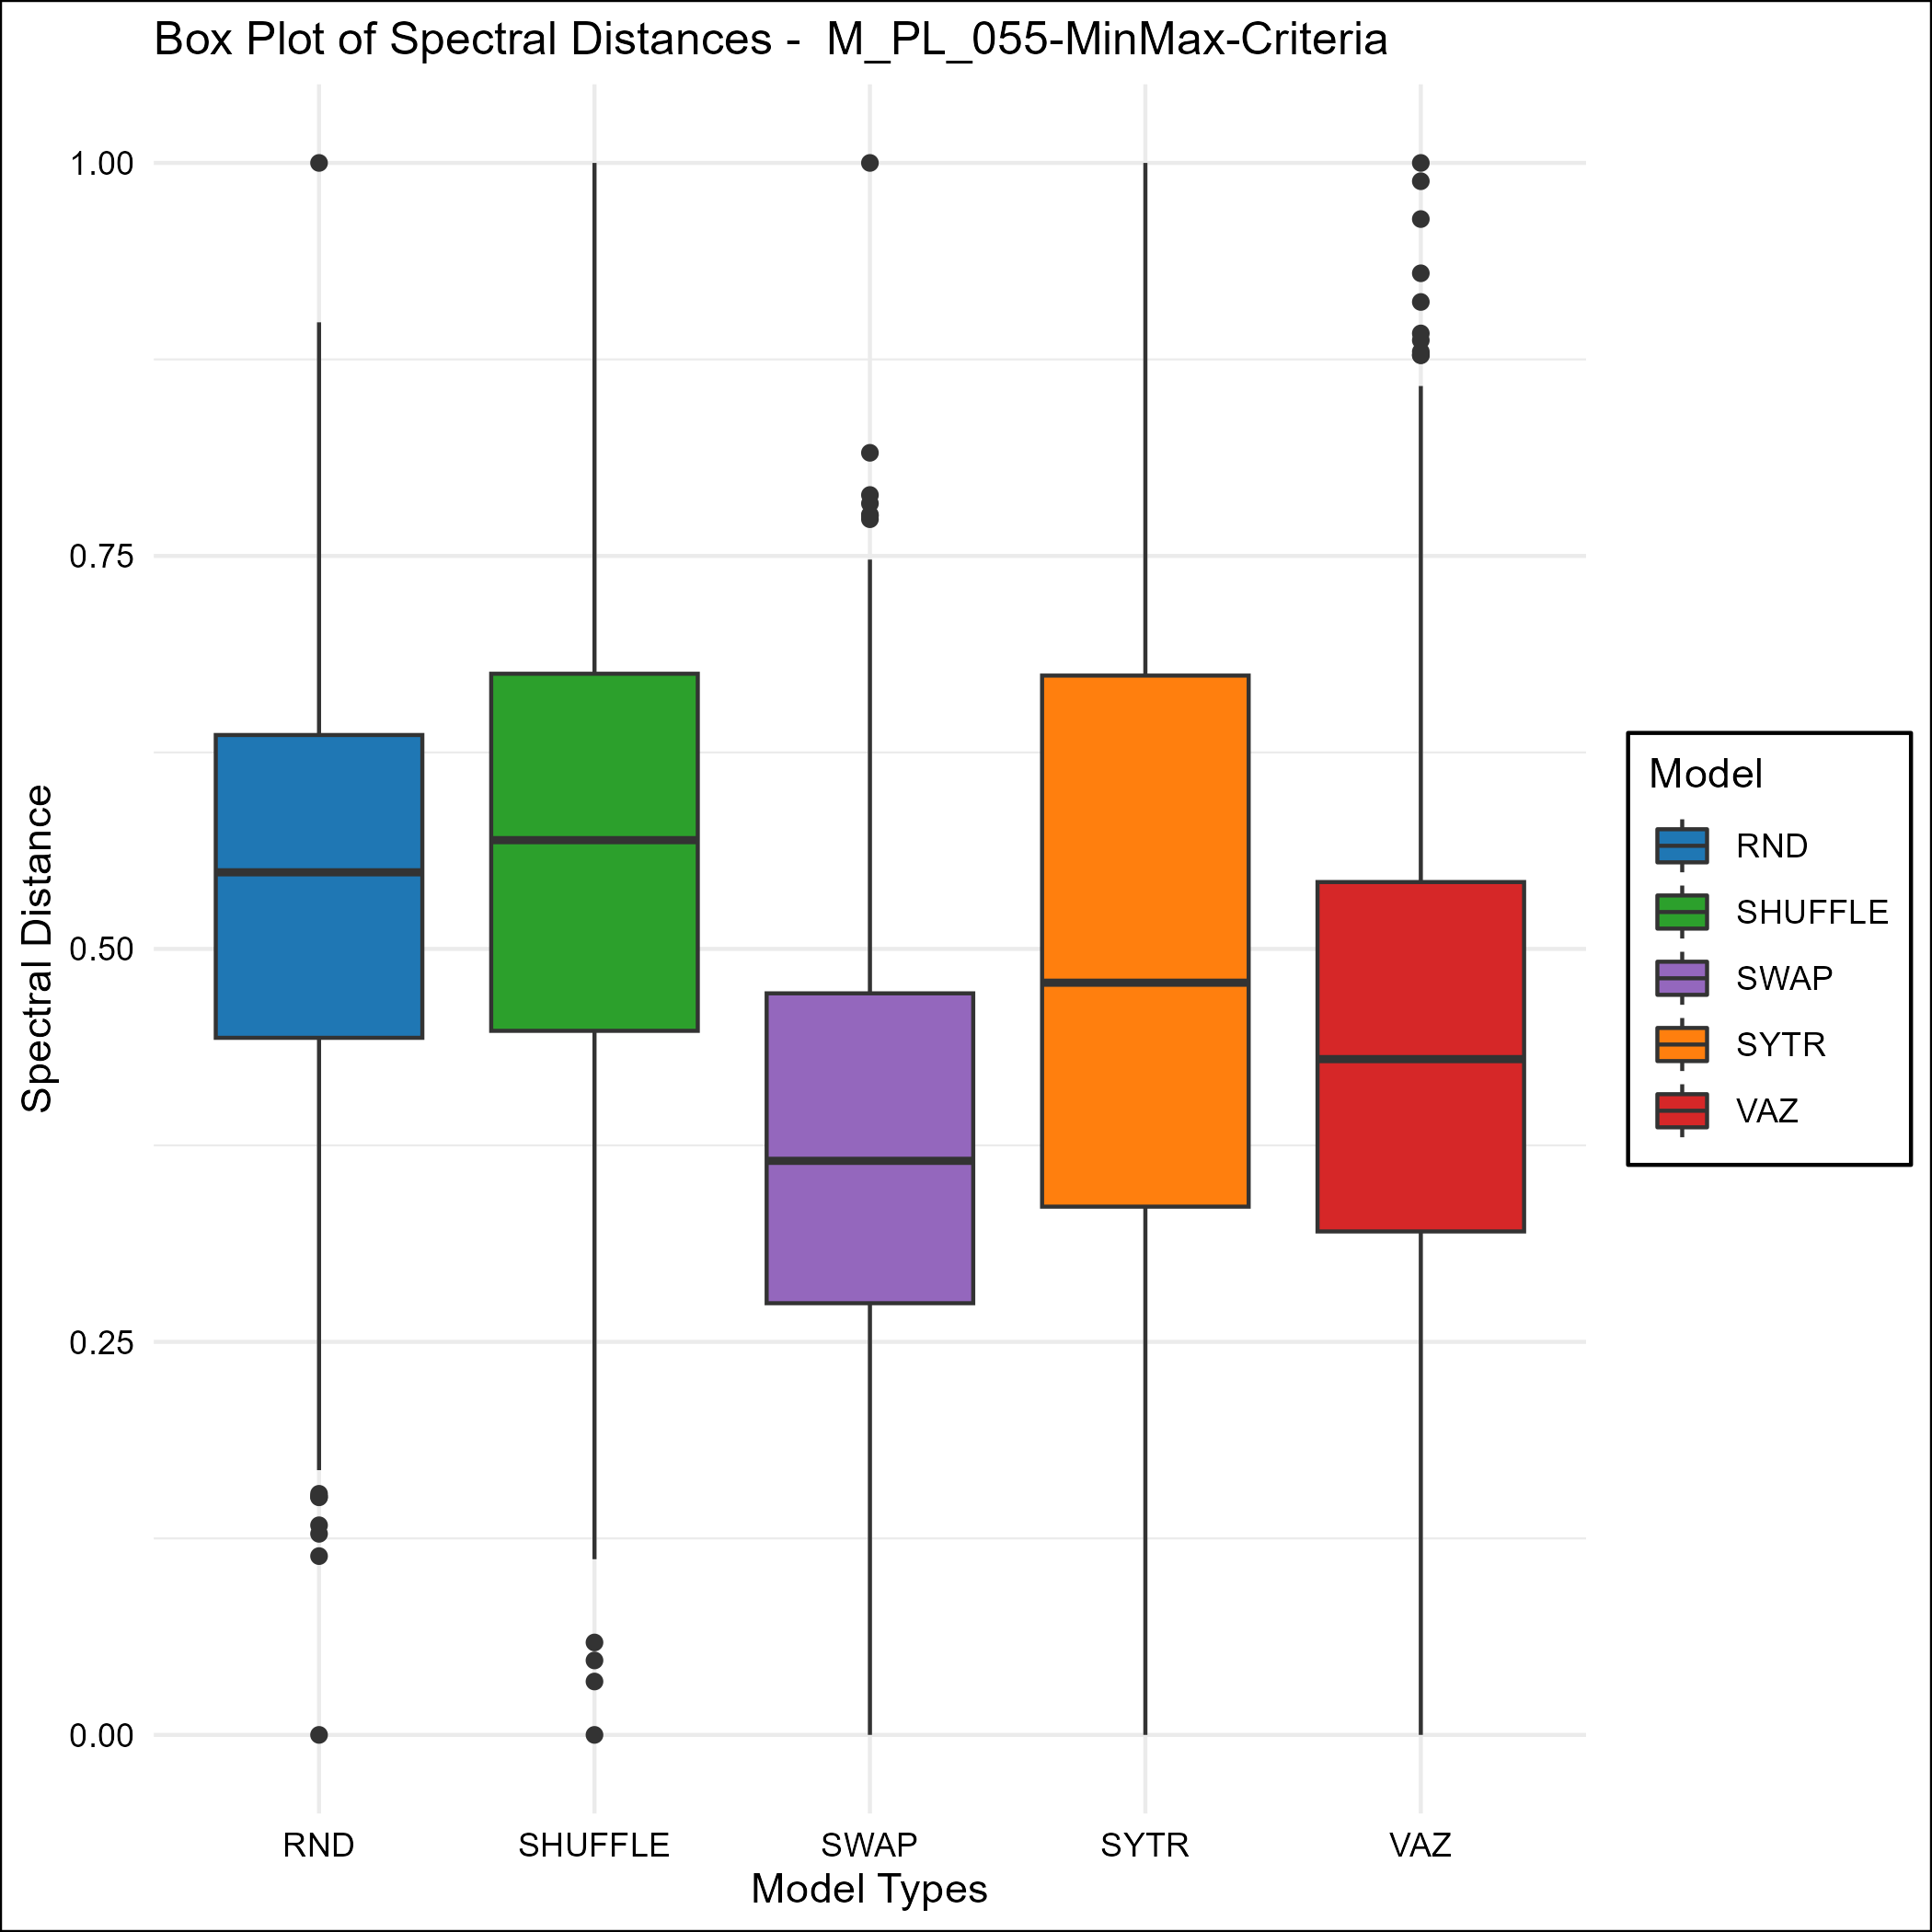 Box Plot of Spectral Distances -  M_PL_055-MinMax-Criteria
1.00
0.75
0.50
0.25
0.00
Spectral Distance
RND
SHUFFLE
SWAP
SYTR
VAZ
Model Types
Model
RND
SHUFFLE
SWAP
SYTR
VAZ